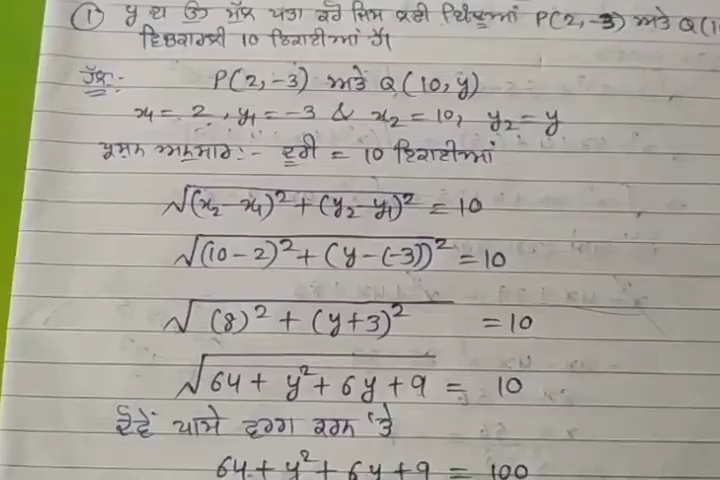 ① y ਦਾ ਉਹ ਮੁੱਲ ਪਤਾ ਕਰੋ ਜਿਸ ਲਈ ਬਿੰਦੂਆਂ P(2,-3) ਅਤੇ Q(1
10 ਇਕਾਈਆਂ ਹੈ।
ਹੱਲ:- P(2,-3) ਅਤੇ Q(10,y)
x₁ = 2, y₁ = -3 & x₂ = 10, y₂ = y
ਪ੍ਰਸ਼ਨ ਅਨੁਸਾਰ:- ਦੂਰੀ = 10 ਇਕਾਈਆਂ
√(x₂ - x₁)² + (y₂ - y₁)² = 10
√(10 - 2)² + (y - (-3))² = 10
√(8)² + (y+3)² = 10
√64 + y² + 6y + 9 = 10
ਦੋਵੇਂ ਪਾਸੇ ਵਰਗ ਕਰਨ 'ਤੇ
64 + y² + 6y + 9 = 100